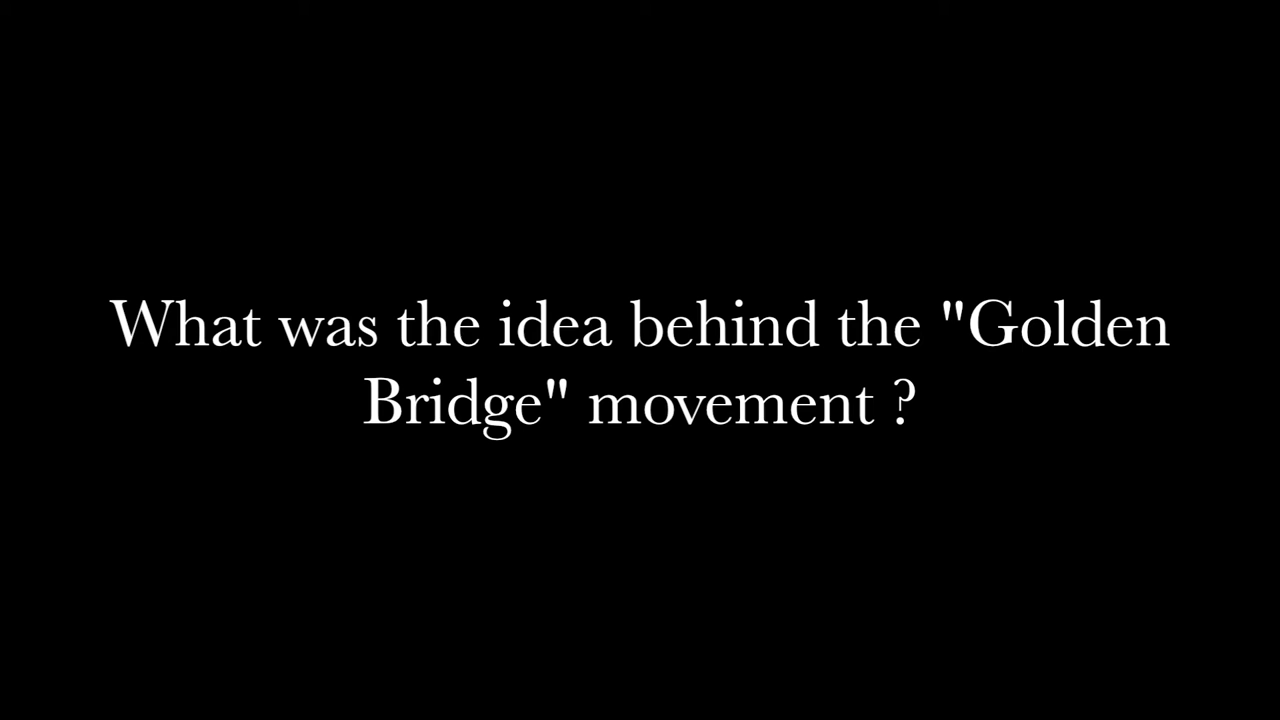 What was the idea behind the "Golden
Bridge" movement ?